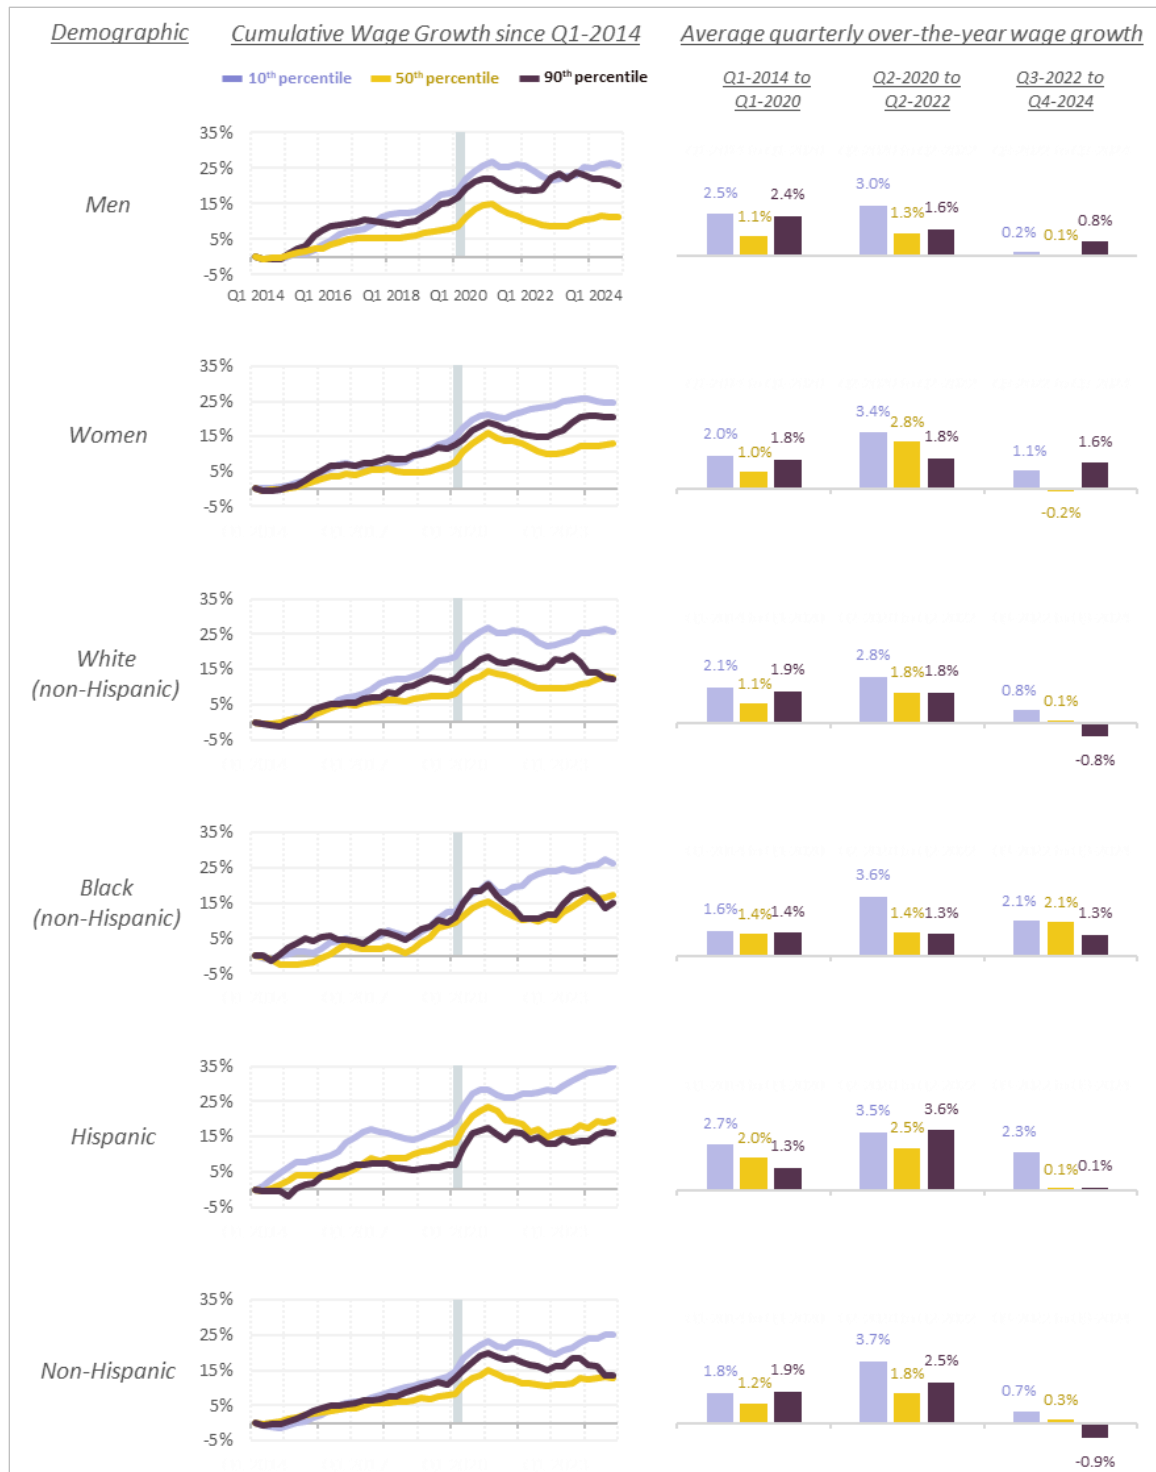 Demographic Cumulative Wage Growth since Q1-2014 Average quarterly over-the-year wage growth
10th percentile 50th percentile 90th percentile
Q1-2014 to Q2-2020 to Q3-2022 to
Q1-2020 Q2-2022 Q4-2024
Men
35%
25%
15%
5%
-5%
Q1 2014 Q1 2016 Q1 2018 Q1 2020 Q1 2022 Q1 2024
2.5% 1.1% 2.4% 3.0% 1.3% 1.6% 0.2% 0.1% 0.8%
Women
35%
25%
15%
5%
-5%
2.0% 1.0% 1.8% 3.4% 2.8% 1.8% 1.1% -0.2% 1.6%
White
(non-Hispanic)
35%
25%
15%
5%
-5%
2.1% 1.1% 1.9% 2.8% 1.8% 1.8% 0.8% 0.1% -0.8%
Black
(non-Hispanic)
35%
25%
15%
5%
-5%
1.6% 1.4% 1.4% 3.6% 1.4% 1.3% 2.1% 2.1% 1.3%
Hispanic
35%
25%
15%
5%
-5%
2.7% 2.0% 1.3% 3.5% 2.5% 3.6% 2.3% 0.1% 0.1%
Non-Hispanic
35%
25%
15%
5%
-5%
1.8% 1.2% 1.9% 3.7% 1.8% 2.5% 0.7% 0.3% -0.9%